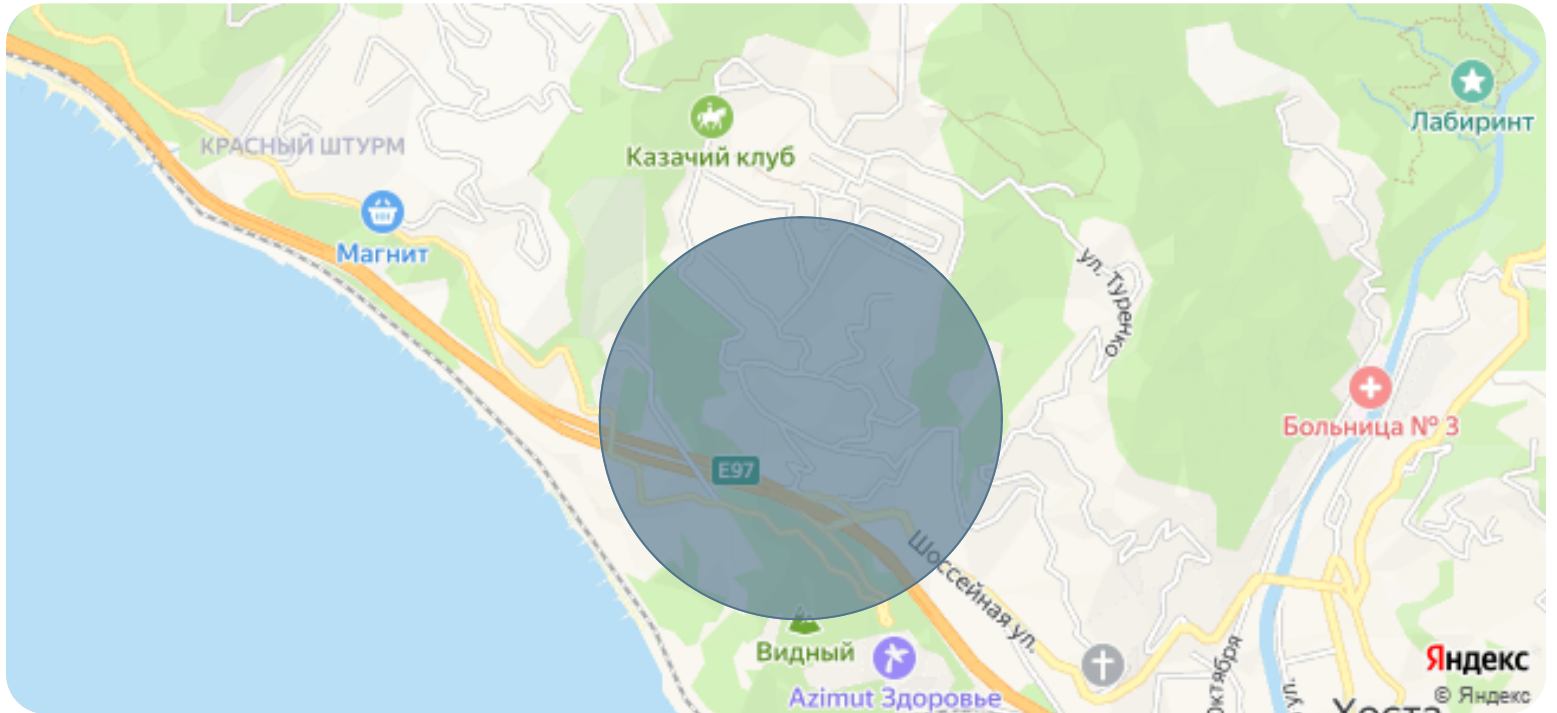 Лабиринт
КРАСНЫЙ ШТУРМ
Казачий клуб
Магнит
ул. Туренко
Больница № 3
E97
Шоссейная ул.
Видный
Azimut Здоровье
Октября
ул.
Хоста
Яндекс
© Яндекс